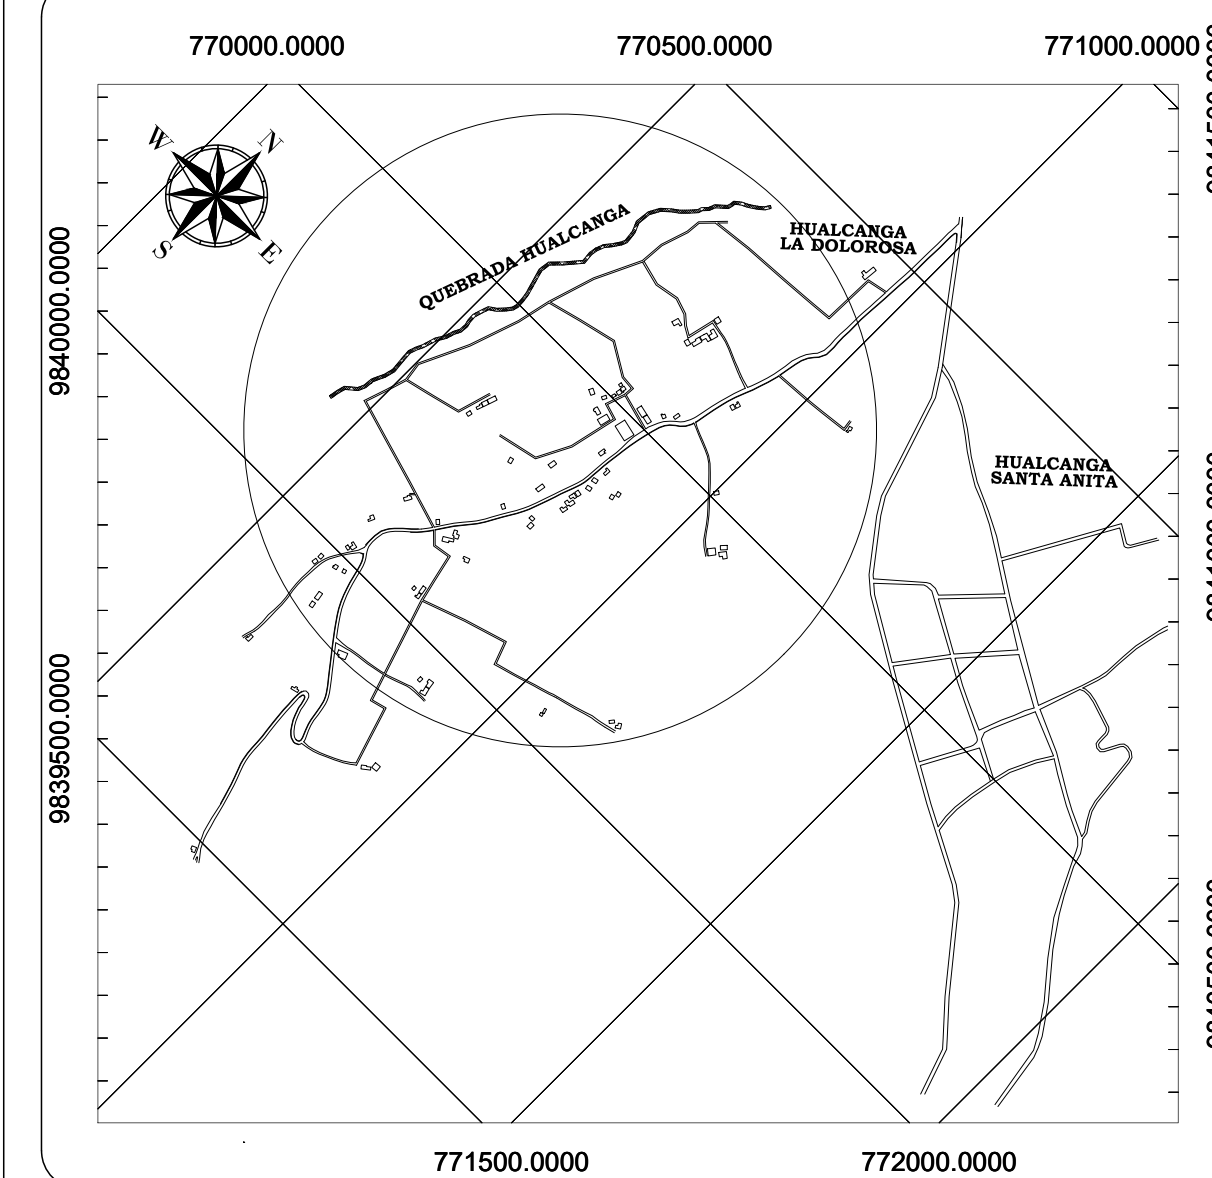 770000.0000
770500.0000
771000.0000
W
N
S
E
9840000.0000
9839500.0000
QUEBRADA HUALCANGA
HUALCANGA
LA DOLOROSA
HUALCANGA
SANTA ANITA
771500.0000
772000.0000